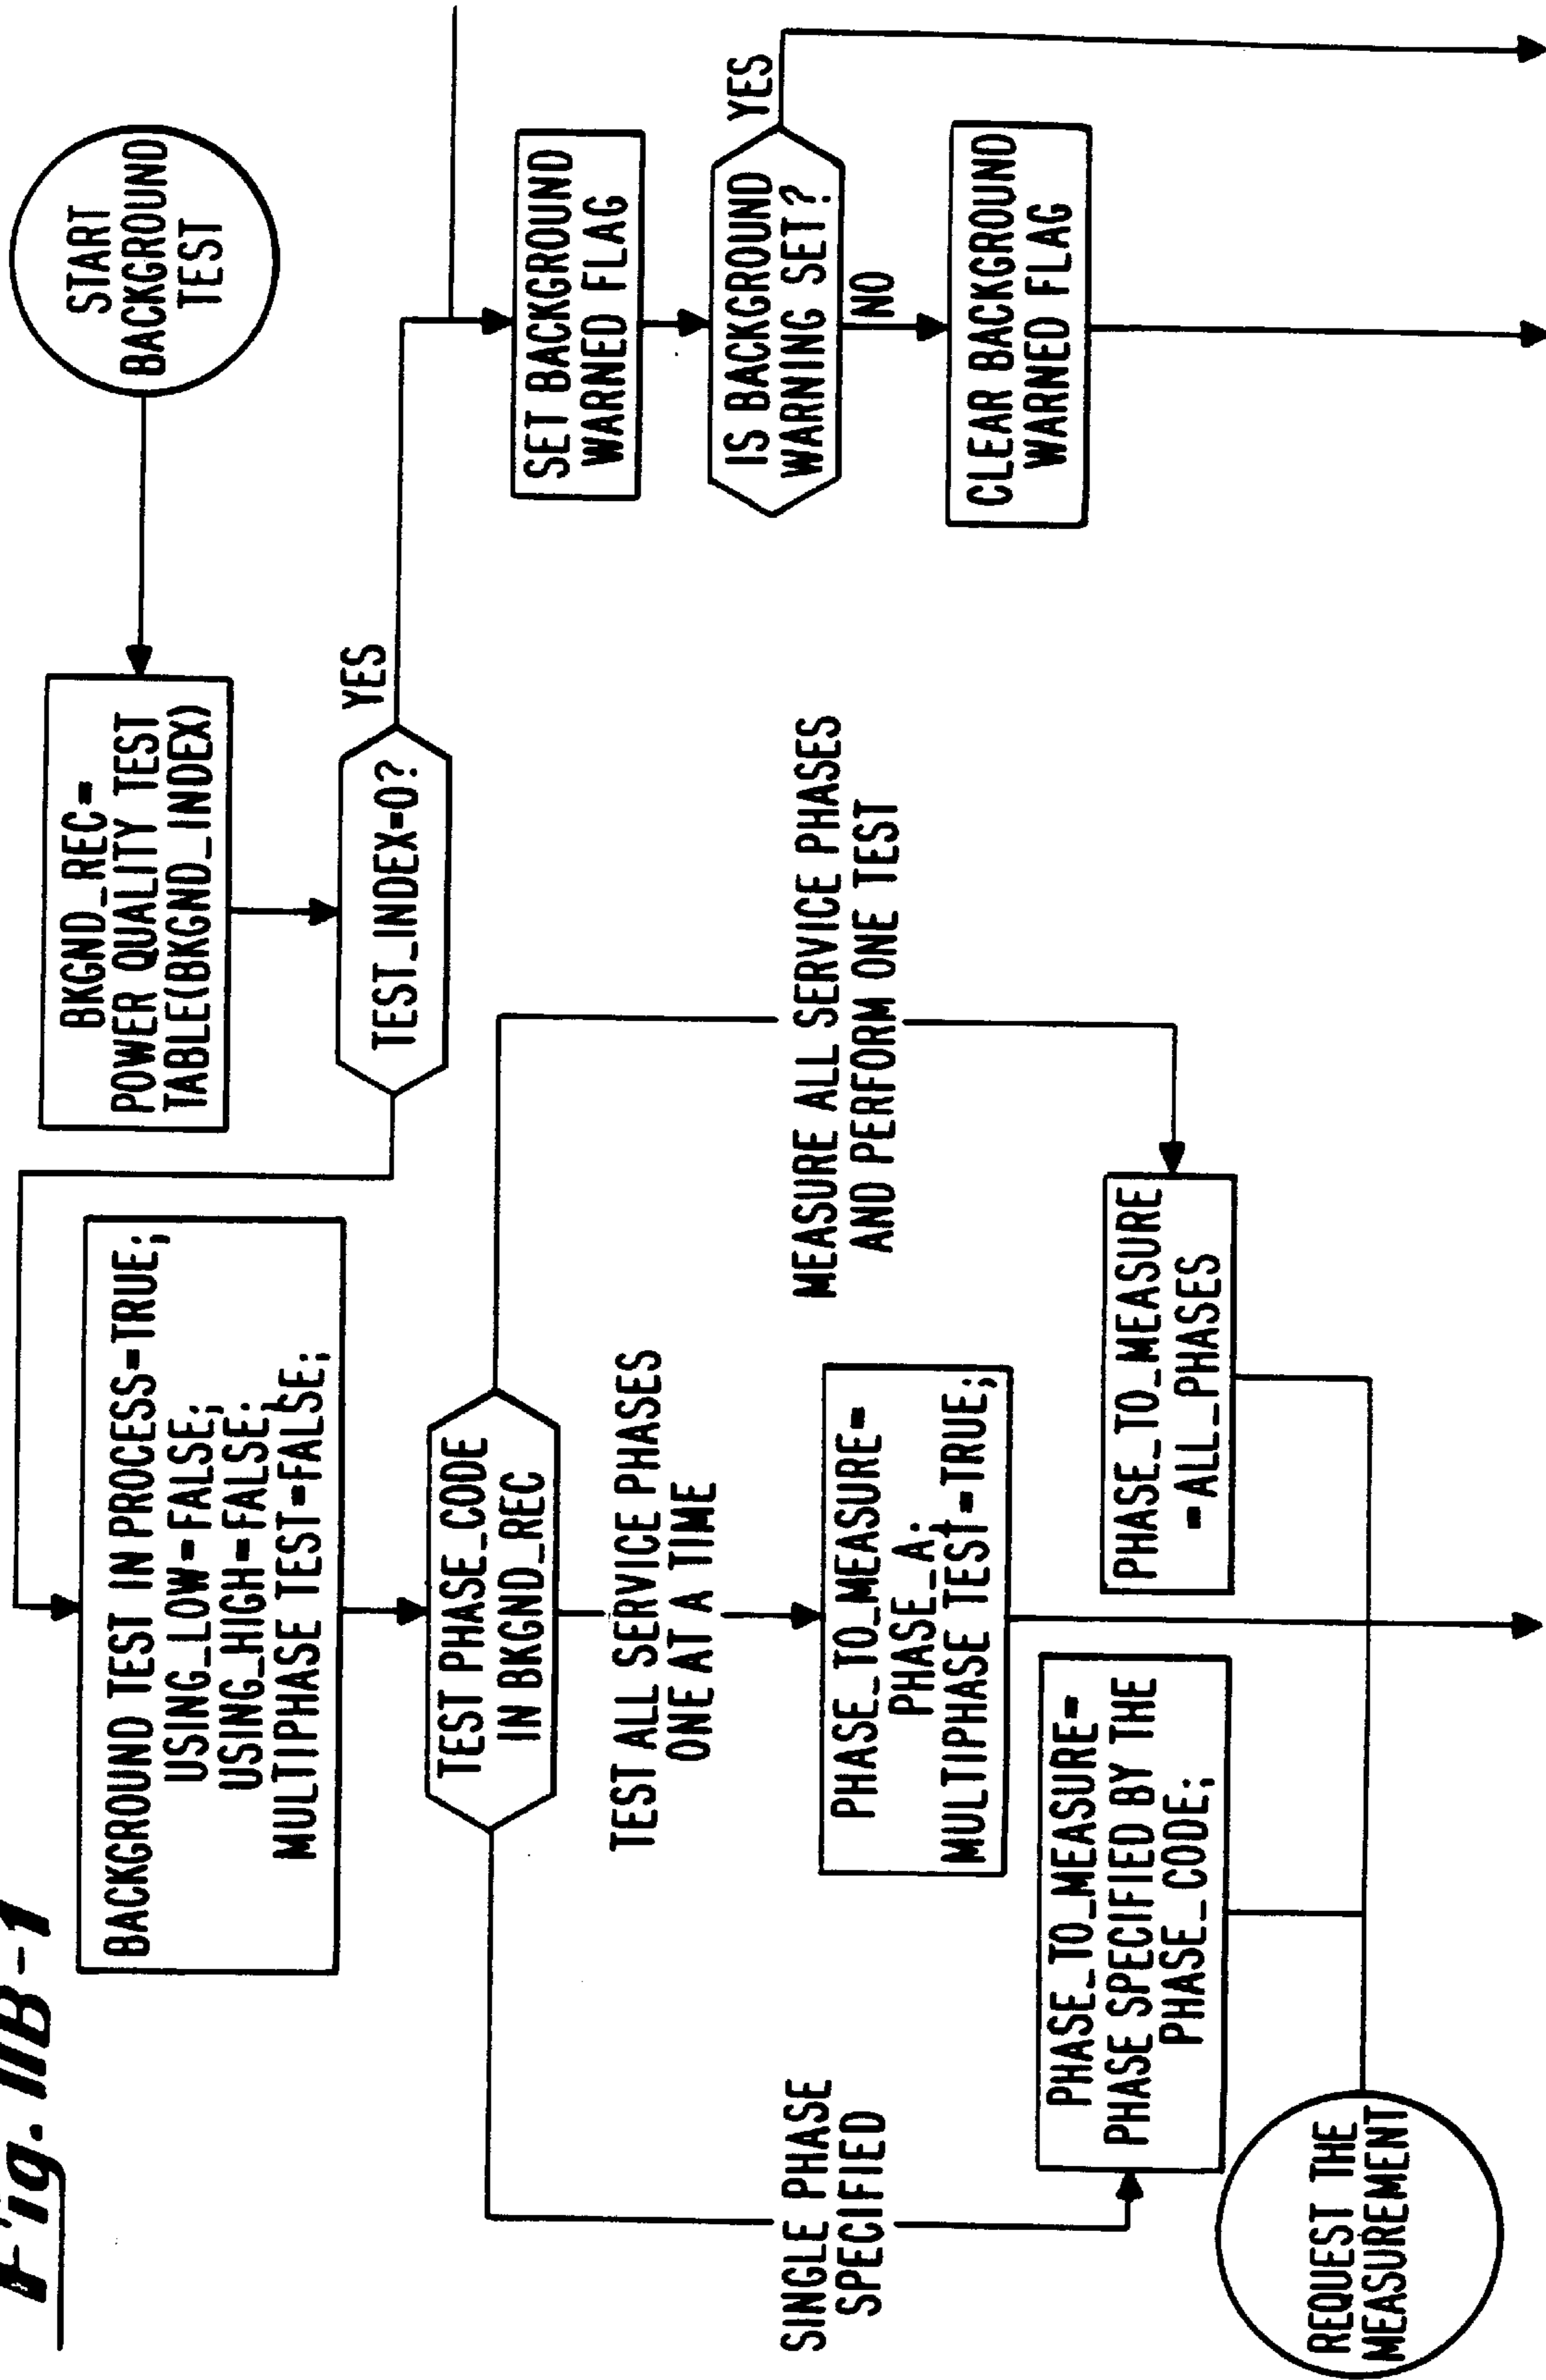 Fig. IIIB-1
START
BACKGROUND
TEST
BKGND_REC=
POWER QUALITY TEST
TABLE(BKGND_INDEX)
TEST_INDEX=0?
YES
BACKGROUND TEST IN PROCESS=TRUE;
USING_LOW=FALSE;
USING_HIGH=FALSE;
MULTIPHASE TEST=FALSE;
TEST PHASE_CODE
IN BKGND_REC
SINGLE PHASE
SPECIFIED
TEST ALL SERVICE PHASES
ONE AT A TIME
MEASURE ALL SERVICE PHASES
AND PERFORM ONE TEST
PHASE_TO_MEASURE=
PHASE_A;
MULTIPHASE TEST=TRUE;
PHASE_TO_MEASURE=
PHASE SPECIFIED BY THE
PHASE_CODE;
PHASE_TO_MEASURE
=ALL_PHASES
REQUEST THE
MEASUREMENT
SET BACKGROUND
WARNED FLAG
IS BACKGROUND
WARNING SET?
YES
NO
CLEAR BACKGROUND
WARNED FLAG